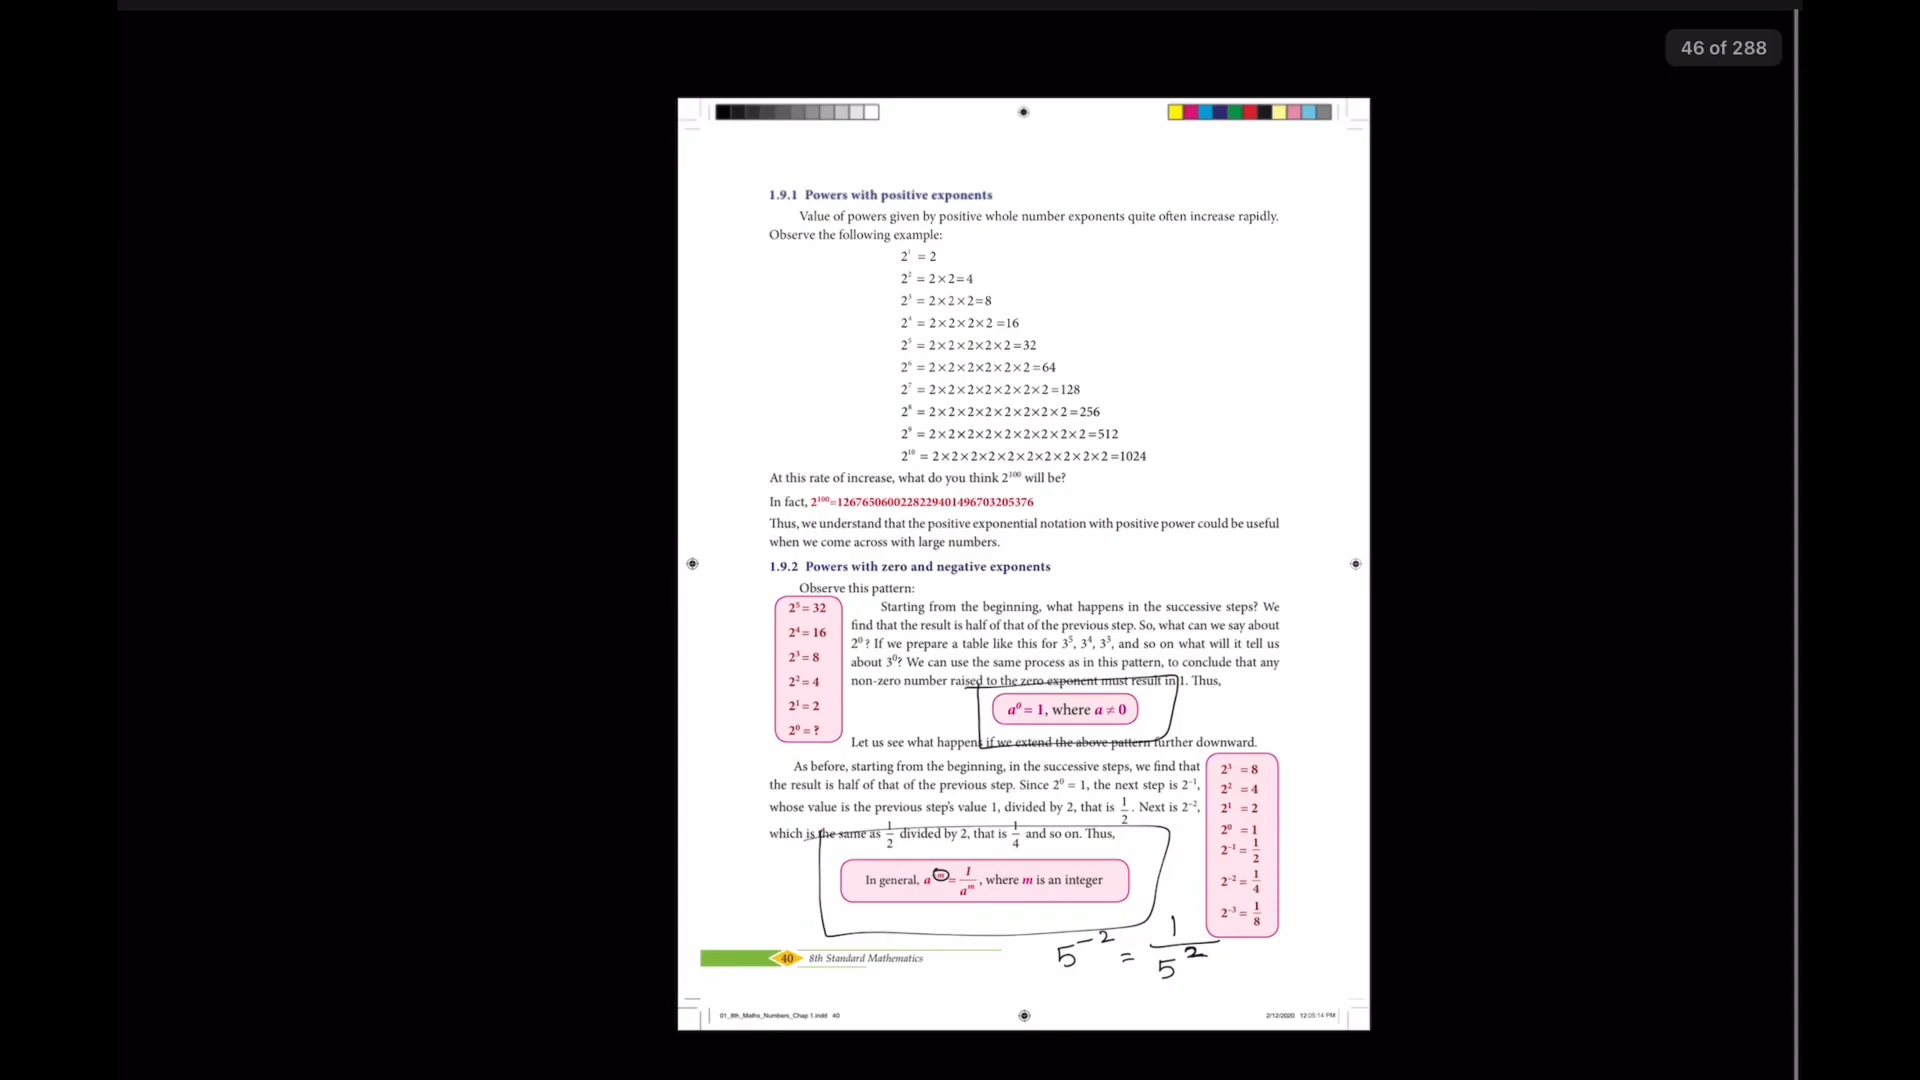 46 of 288
1.9.1 Powers with positive exponents
Value of powers given by positive whole number exponents quite often increase rapidly.
Observe the following example:
2¹ = 2
2² = 2×2=4
2³ = 2×2×2=8
2⁴ = 2×2×2×2 =16
2⁵ = 2×2×2×2×2=32
2⁶ = 2×2×2×2×2×2=64
2⁷ = 2×2×2×2×2×2×2=128
2⁸ = 2×2×2×2×2×2×2×2=256
2⁹ = 2×2×2×2×2×2×2×2×2=512
2¹⁰ = 2×2×2×2×2×2×2×2×2×2=1024
At this rate of increase, what do you think 2¹⁰⁰ will be?
In fact, 2¹⁰⁰=1267650600228229401496703205376
Thus, we understand that the positive exponential notation with positive power could be useful
when we come across with large numbers.
1.9.2 Powers with zero and negative exponents
Observe this pattern:
2⁵ = 32
2⁴ = 16
2³ = 8
2² = 4
2¹ = 2
2⁰ = ?
Starting from the beginning, what happens in the successive steps? We
find that the result is half of that of the previous step. So, what can we say about
2⁰? If we prepare a table like this for 3⁵, 3⁴, 3³, and so on what will it tell us
about 3⁰? We can use the same process as in this pattern, to conclude that any
non-zero number raised to the zero exponent must result in 1. Thus,
a⁰ = 1, where a ≠ 0
Let us see what happens if we extend the above pattern further downward.
As before, starting from the beginning, in the successive steps, we find that
the result is half of that of the previous step. Since 2⁰ = 1, the next step is 2⁻¹,
whose value is the previous step's value 1, divided by 2, that is 1/2. Next is 2⁻²,
which is the same as 1/2 divided by 2, that is 1/4 and so on. Thus,
2³ = 8
2² = 4
2¹ = 2
2⁰ = 1
2⁻¹ = 1/2
2⁻² = 1/4
2⁻³ = 1/8
In general, a⁻ᵐ = 1/aᵐ, where m is an integer
5⁻² = 1/5²
40 8th Standard Mathematics
01_8th_Maths_Numbers_Chap 1.indd 40
2/12/2020 12:05:14 PM